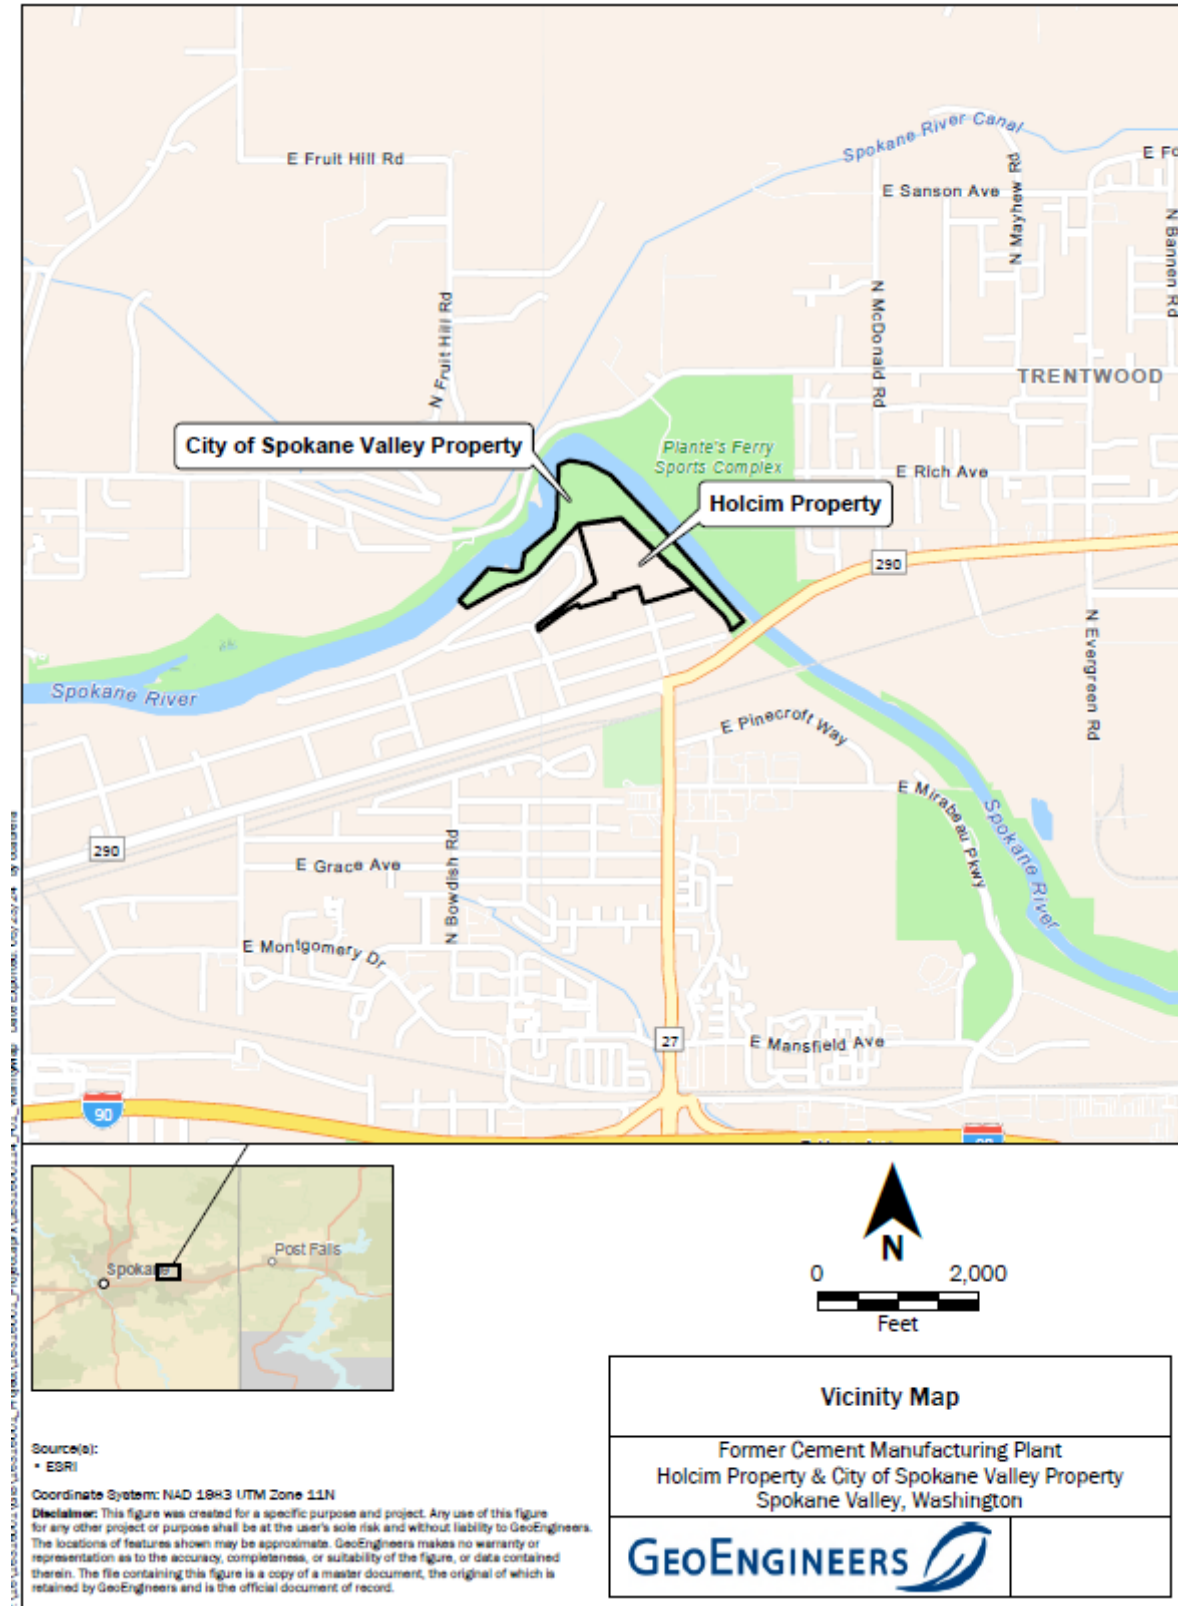 Spokane River Canal
E Fruit Hill Rd
E Fo
E Sanson Ave
N Mayhew Rd
N Bannen Rd
N Fruit Hill Rd
N McDonald Rd
TRENTWOOD
City of Spokane Valley Property
Plante's Ferry
Sports Complex
E Rich Ave
Holcim Property
290
N Evergreen Rd
Spokane River
E Pinecroft Way
E Mirabeau Pkwy
Spokane River
290
E Grace Ave
N Bowdish Rd
E Montgomery Dr
27
E Mansfield Ave
90
Spokane
Post Falls
N
0 2,000
Feet
Vicinity Map
Former Cement Manufacturing Plant
Holcim Property & City of Spokane Valley Property
Spokane Valley, Washington
GEOENGINEERS
Source(s):
• ESRI
Coordinate System: NAD 1983 UTM Zone 11N
Disclaimer: This figure was created for a specific purpose and project. Any use of this figure
for any other project or purpose shall be at the user's sole risk and without liability to GeoEngineers.
The locations of features shown may be approximate. GeoEngineers makes no warranty or
representation as to the accuracy, completeness, or suitability of the figure, or data contained
therein. The file containing this figure is a copy of a master document, the original of which is
retained by GeoEngineers and is the official document of record.